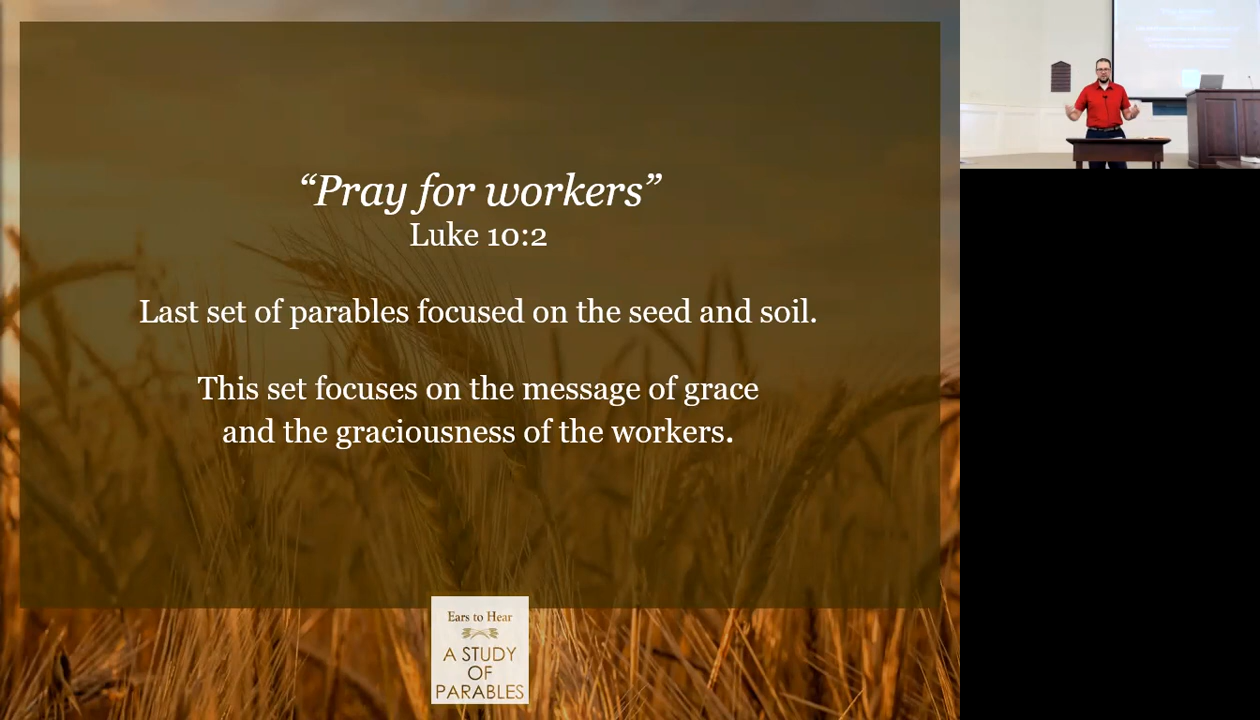 “Pray for workers”
Luke 10:2
Last set of parables focused on the seed and soil.
This set focuses on the message of grace
and the graciousness of the workers.
Ears to Hear
A STUDY
OF
PARABLES